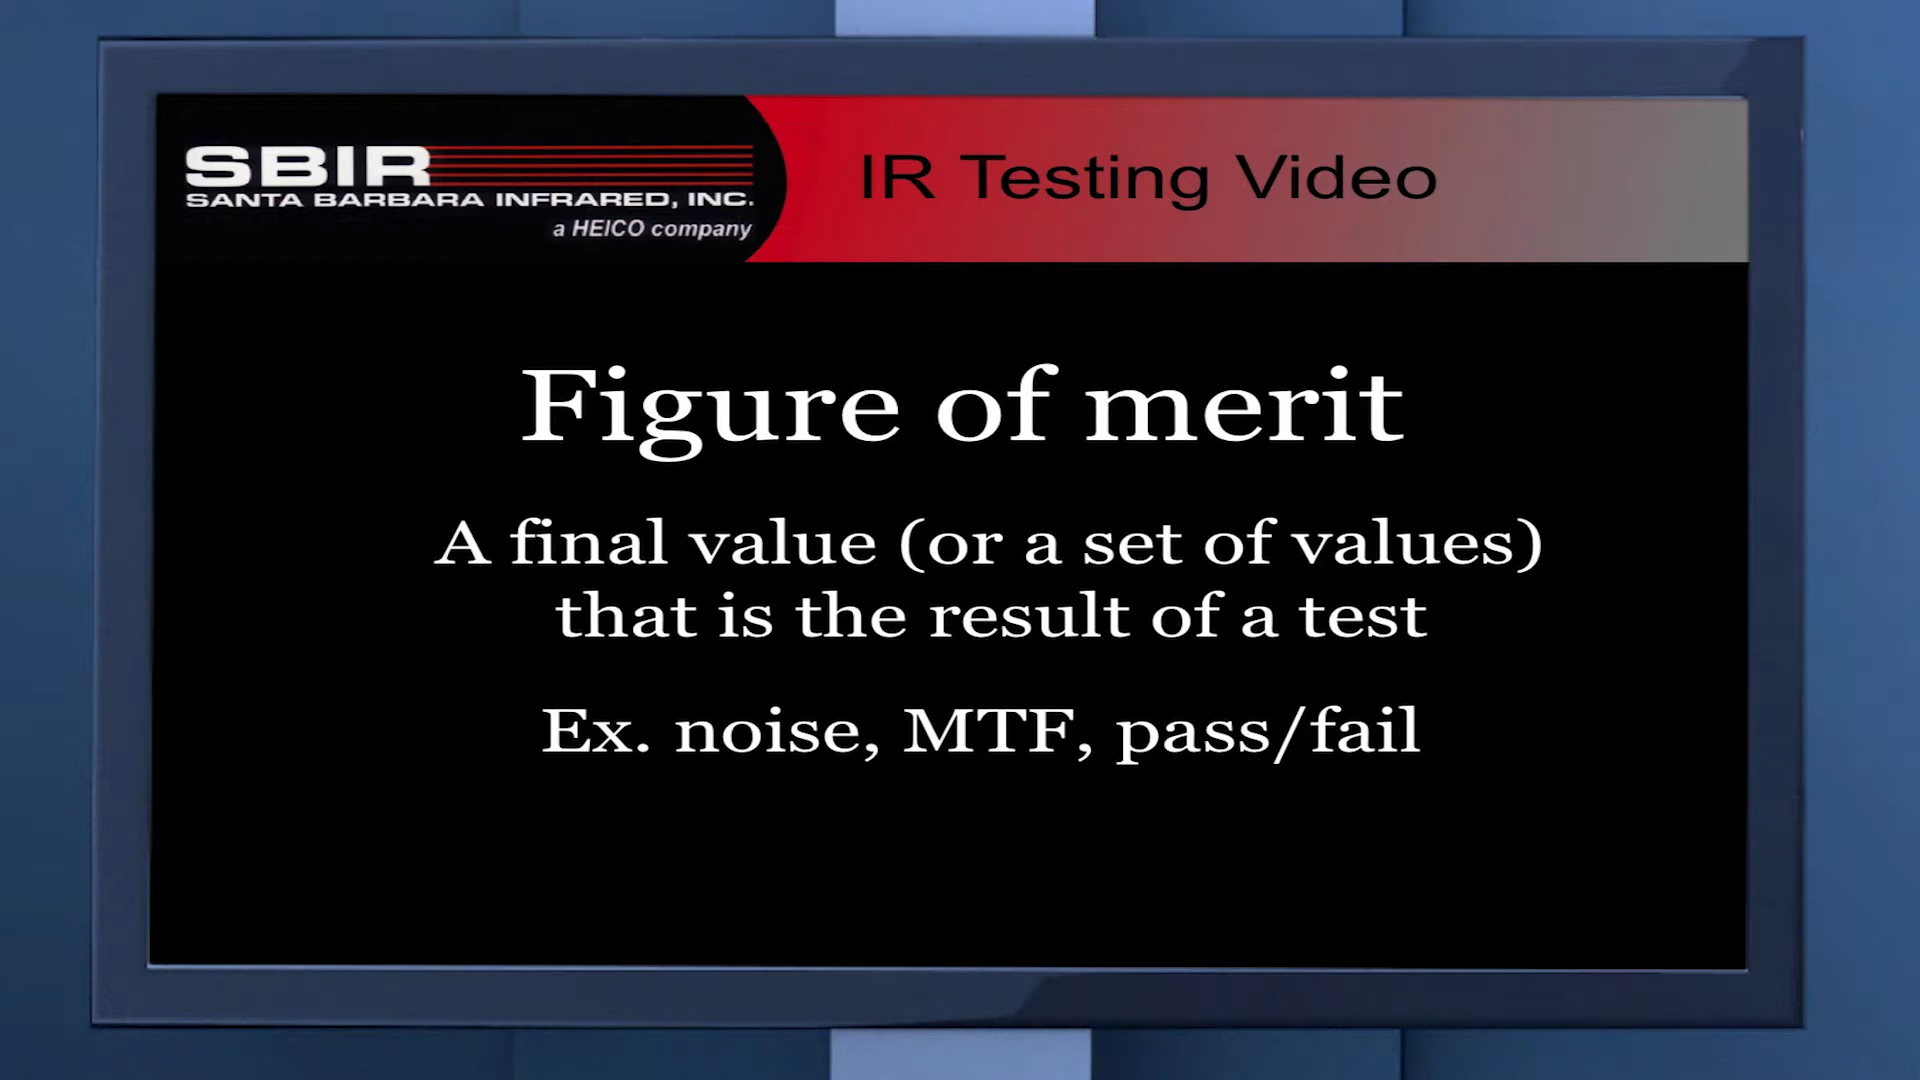 SBIR
SANTA BARBARA INFRARED, INC.
a HEICO company
IR Testing Video
Figure of merit
A final value (or a set of values)
that is the result of a test
Ex. noise, MTF, pass/fail